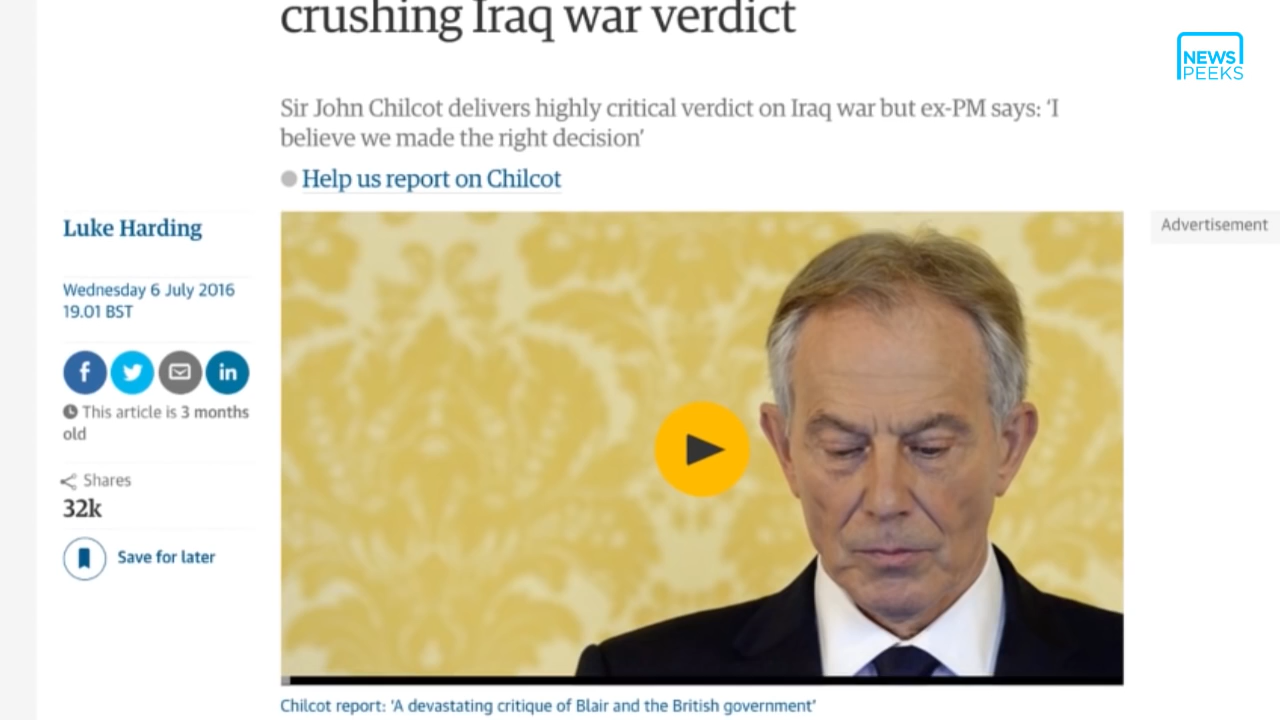 crushing Iraq war verdict
NEWS
PEEKS
Sir John Chilcot delivers highly critical verdict on Iraq war but ex-PM says: ‘I
believe we made the right decision’
Help us report on Chilcot
Luke Harding
Wednesday 6 July 2016
19.01 BST
f
in
This article is 3 months
old
Shares
32k
Save for later
Advertisement
Chilcot report: 'A devastating critique of Blair and the British government'